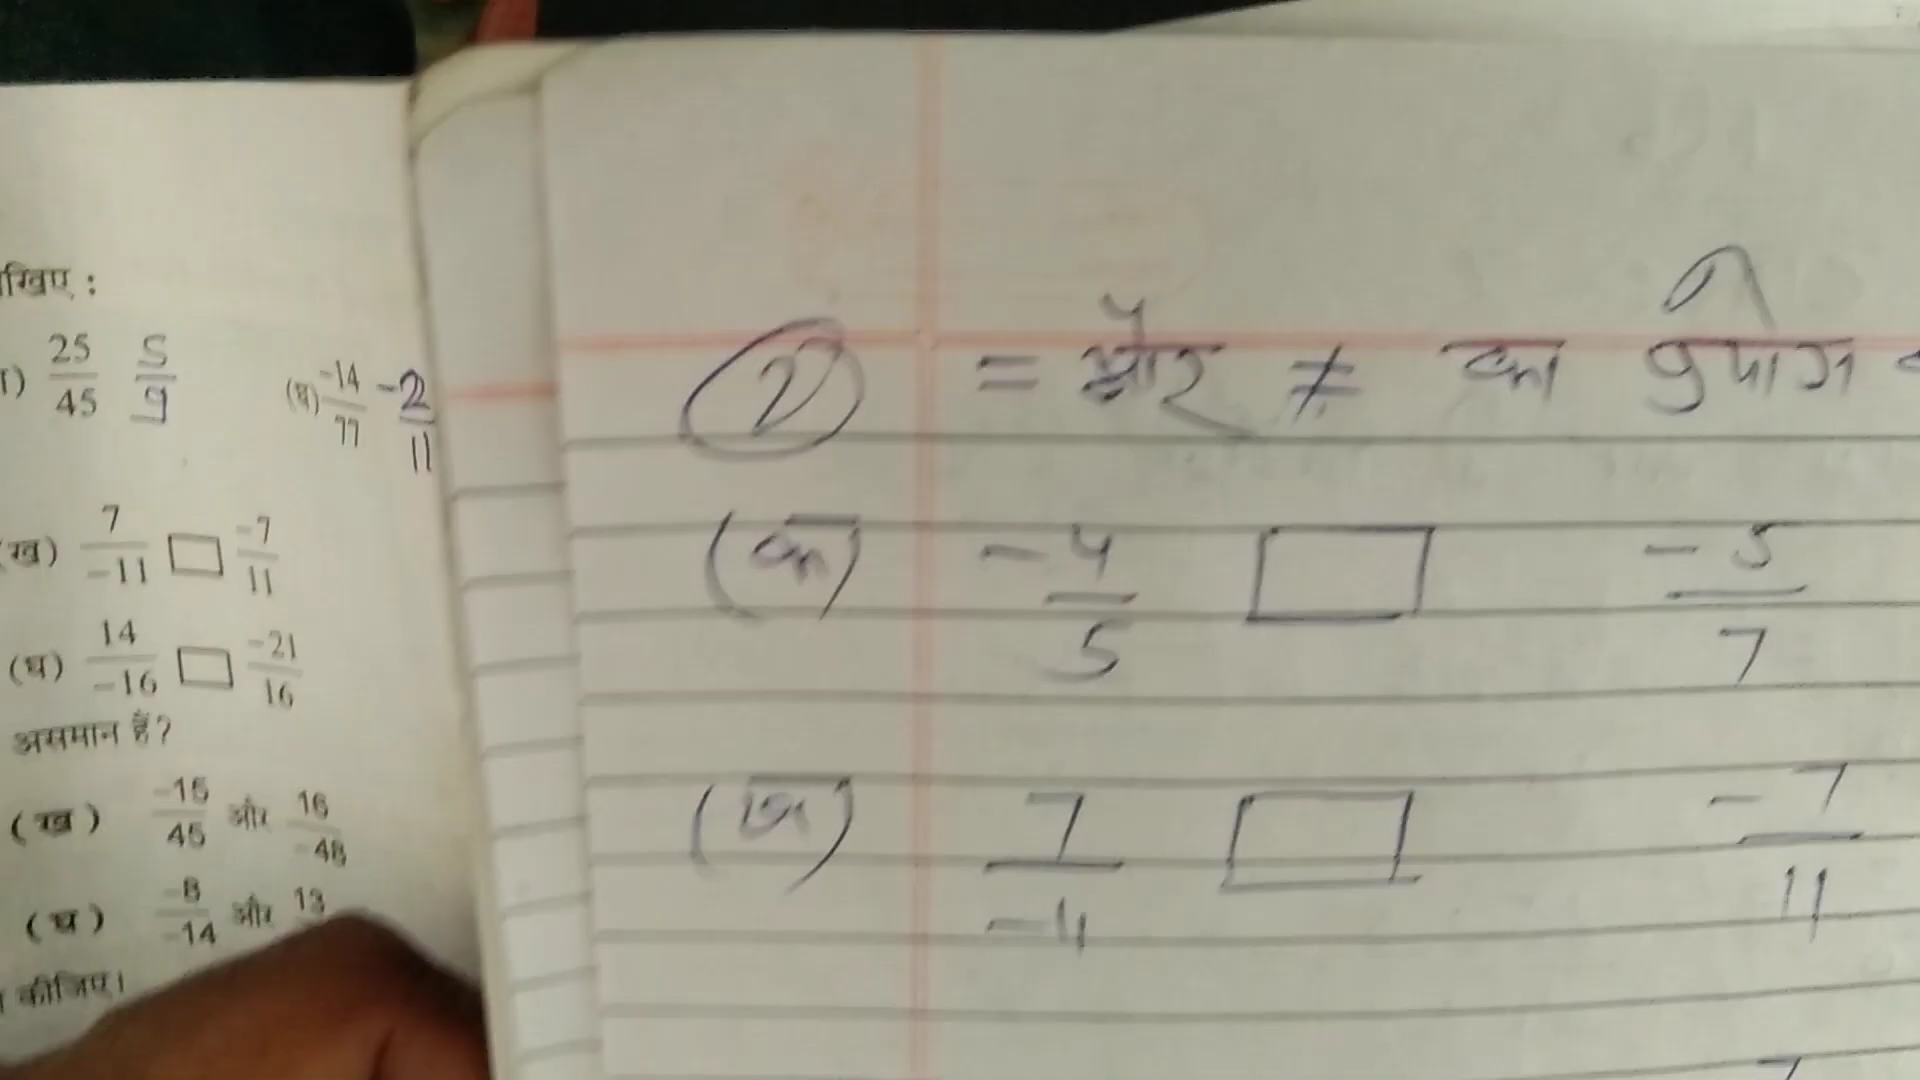 खिए :
25/45 5/9 (घ) -14/77 -2/11
(ख) 7/-11 □ -7/11
(घ) 14/-16 □ -21/16
असमान हैं?
(ख) -15/45 और 16/-48
(घ) -8/-14 और 13
कीजिए।
② = और ≠ का प्रयोग
(क) -4/5 □ -5/7
7/-4 □ -7/11